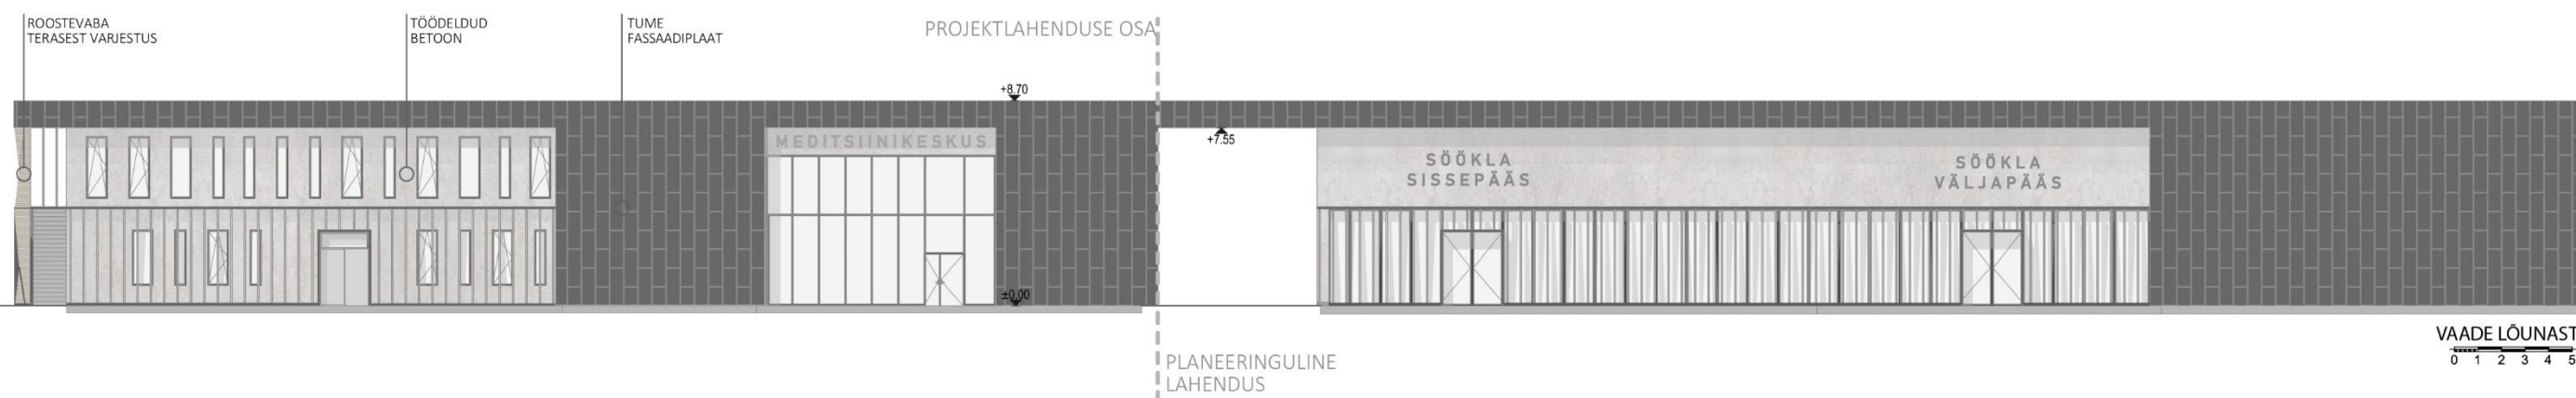 ROOSTEVABA
TERASEST VARJESTUS
TÖÖDELDUD
BETOON
TUME
FASSAADIPLAAT
PROJEKTLAHENDUSE OSA
+8.70
+7.55
MEDITSIINIKESKUS
SÖÖKLA
SISSEPÄÄS
SÖÖKLA
VÄLJAPÄÄS
±0.00
VAADE LÕUNAST
0 1 2 3 4 5
PLANEERINGULINE
LAHENDUS